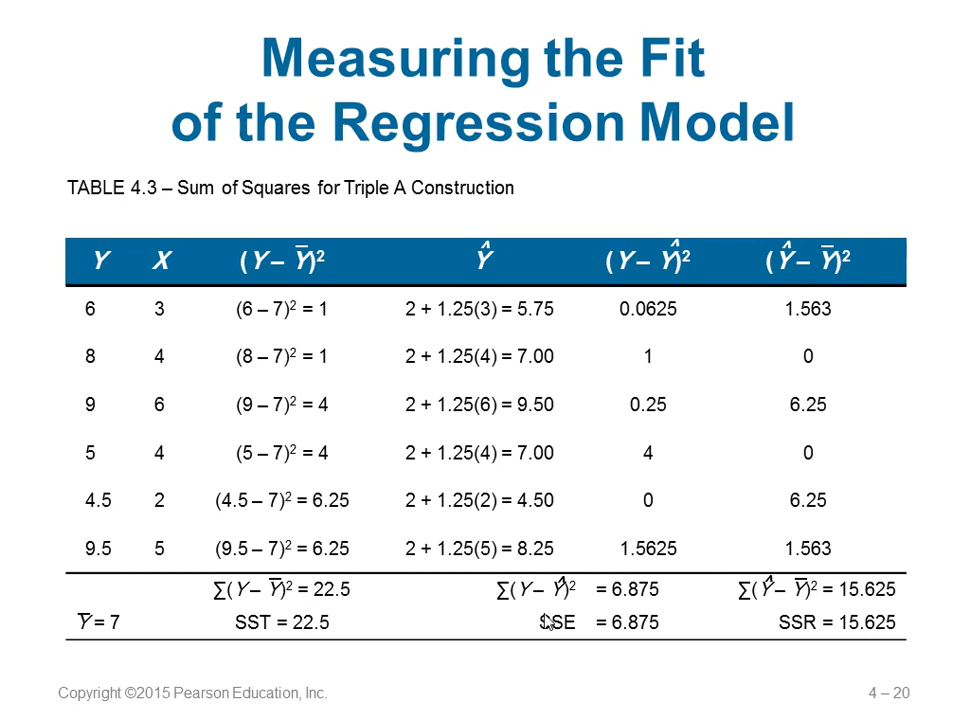 Measuring the Fit
of the Regression Model
TABLE 4.3 – Sum of Squares for Triple A Construction
Y X (Y – Y̅)² Ŷ (Y – Ŷ)² (Ŷ – Y̅)²
6 3 (6 – 7)² = 1 2 + 1.25(3) = 5.75 0.0625 1.563
8 4 (8 – 7)² = 1 2 + 1.25(4) = 7.00 1 0
9 6 (9 – 7)² = 4 2 + 1.25(6) = 9.50 0.25 6.25
5 4 (5 – 7)² = 4 2 + 1.25(4) = 7.00 4 0
4.5 2 (4.5 – 7)² = 6.25 2 + 1.25(2) = 4.50 0 6.25
9.5 5 (9.5 – 7)² = 6.25 2 + 1.25(5) = 8.25 1.5625 1.563
∑(Y – Y̅)² = 22.5 ∑(Y – Ŷ)² = 6.875 ∑(Ŷ – Y̅)² = 15.625
Y̅ = 7 SST = 22.5 SSE = 6.875 SSR = 15.625
Copyright ©2015 Pearson Education, Inc. 4 – 20